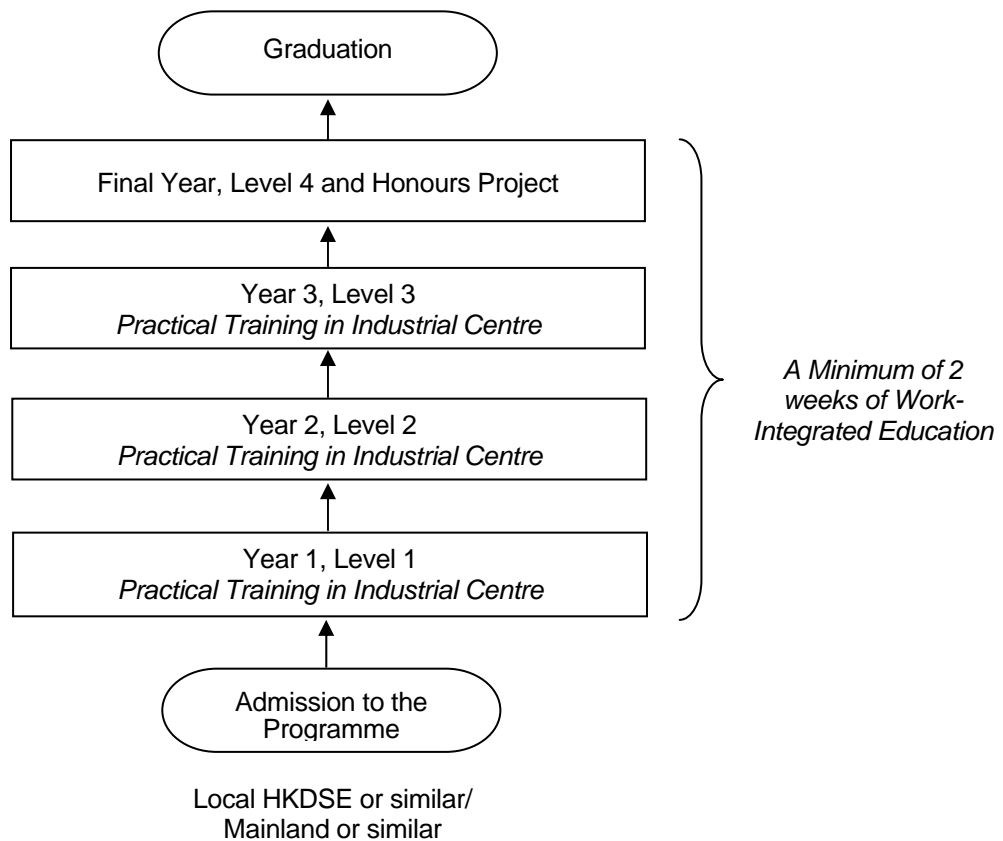 Graduation
Final Year, Level 4 and Honours Project
Year 3, Level 3
Practical Training in Industrial Centre
A Minimum of 2
weeks of Work-
Integrated Education
Year 2, Level 2
Practical Training in Industrial Centre
Year 1, Level 1
Practical Training in Industrial Centre
Admission to the
Programme
Local HKDSE or similar/
Mainland or similar